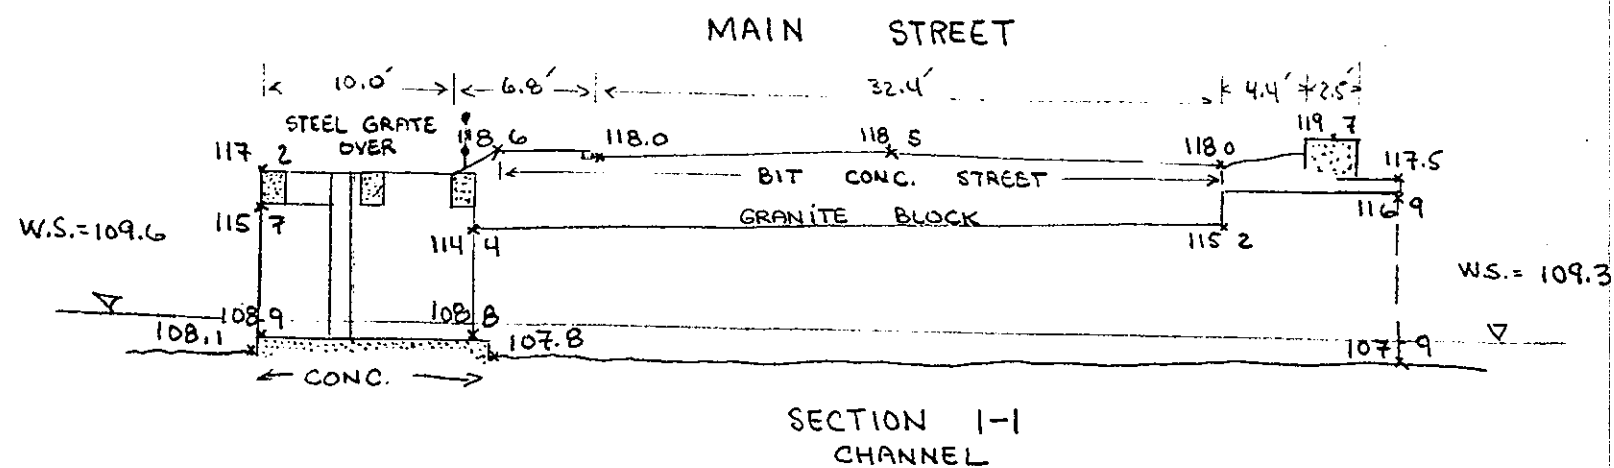 MAIN STREET
10.0' 6.8' 32.4' 4.4' 2.5'
STEEL GRATE
OVER
117.2 118.6 118.0 118.5 118.0 119.7 117.5
BIT CONC. STREET
115.7 GRANITE BLOCK 116.9
W.S.=109.6 114.4 115.2
W.S.= 109.3
108.9 108.8
108.1 107.8 107.9
CONC.
SECTION 1-1
CHANNEL